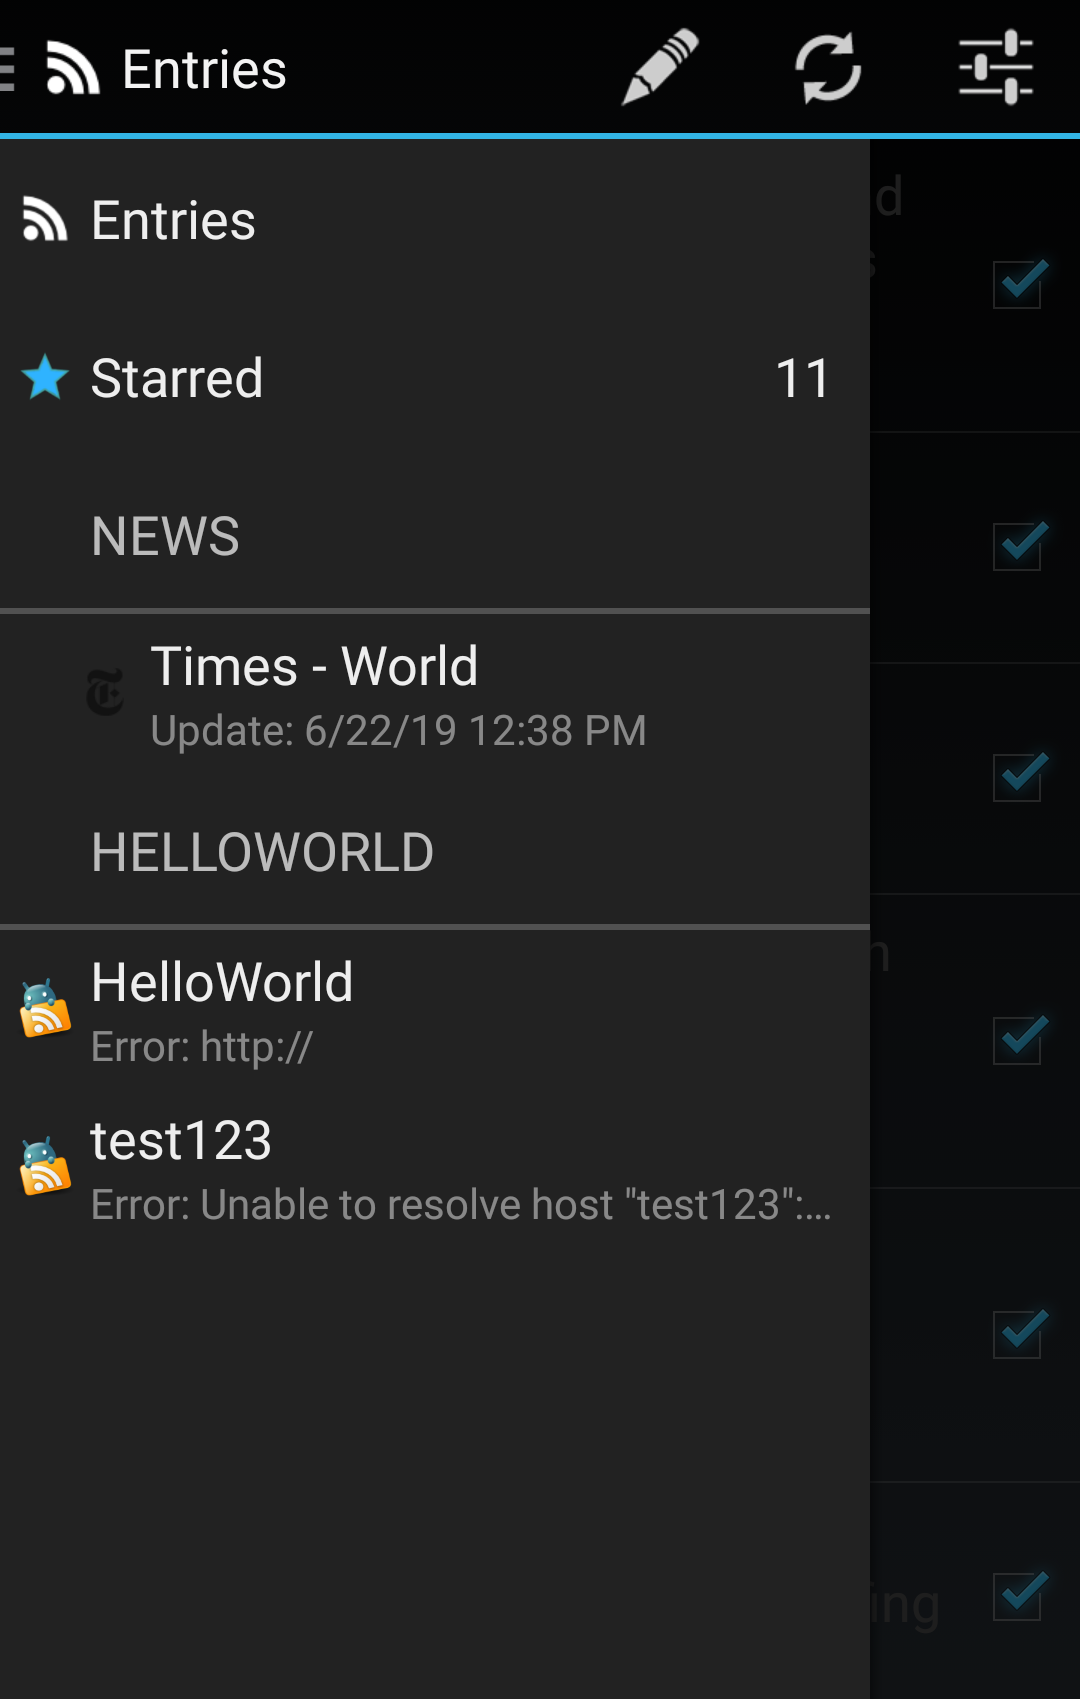 Entries
Entries
Starred 11
NEWS
Times - World
Update: 6/22/19 12:38 PM
HELLOWORLD
HelloWorld
Error: http://
test123
Error: Unable to resolve host "test123":...
d
s
n
ing